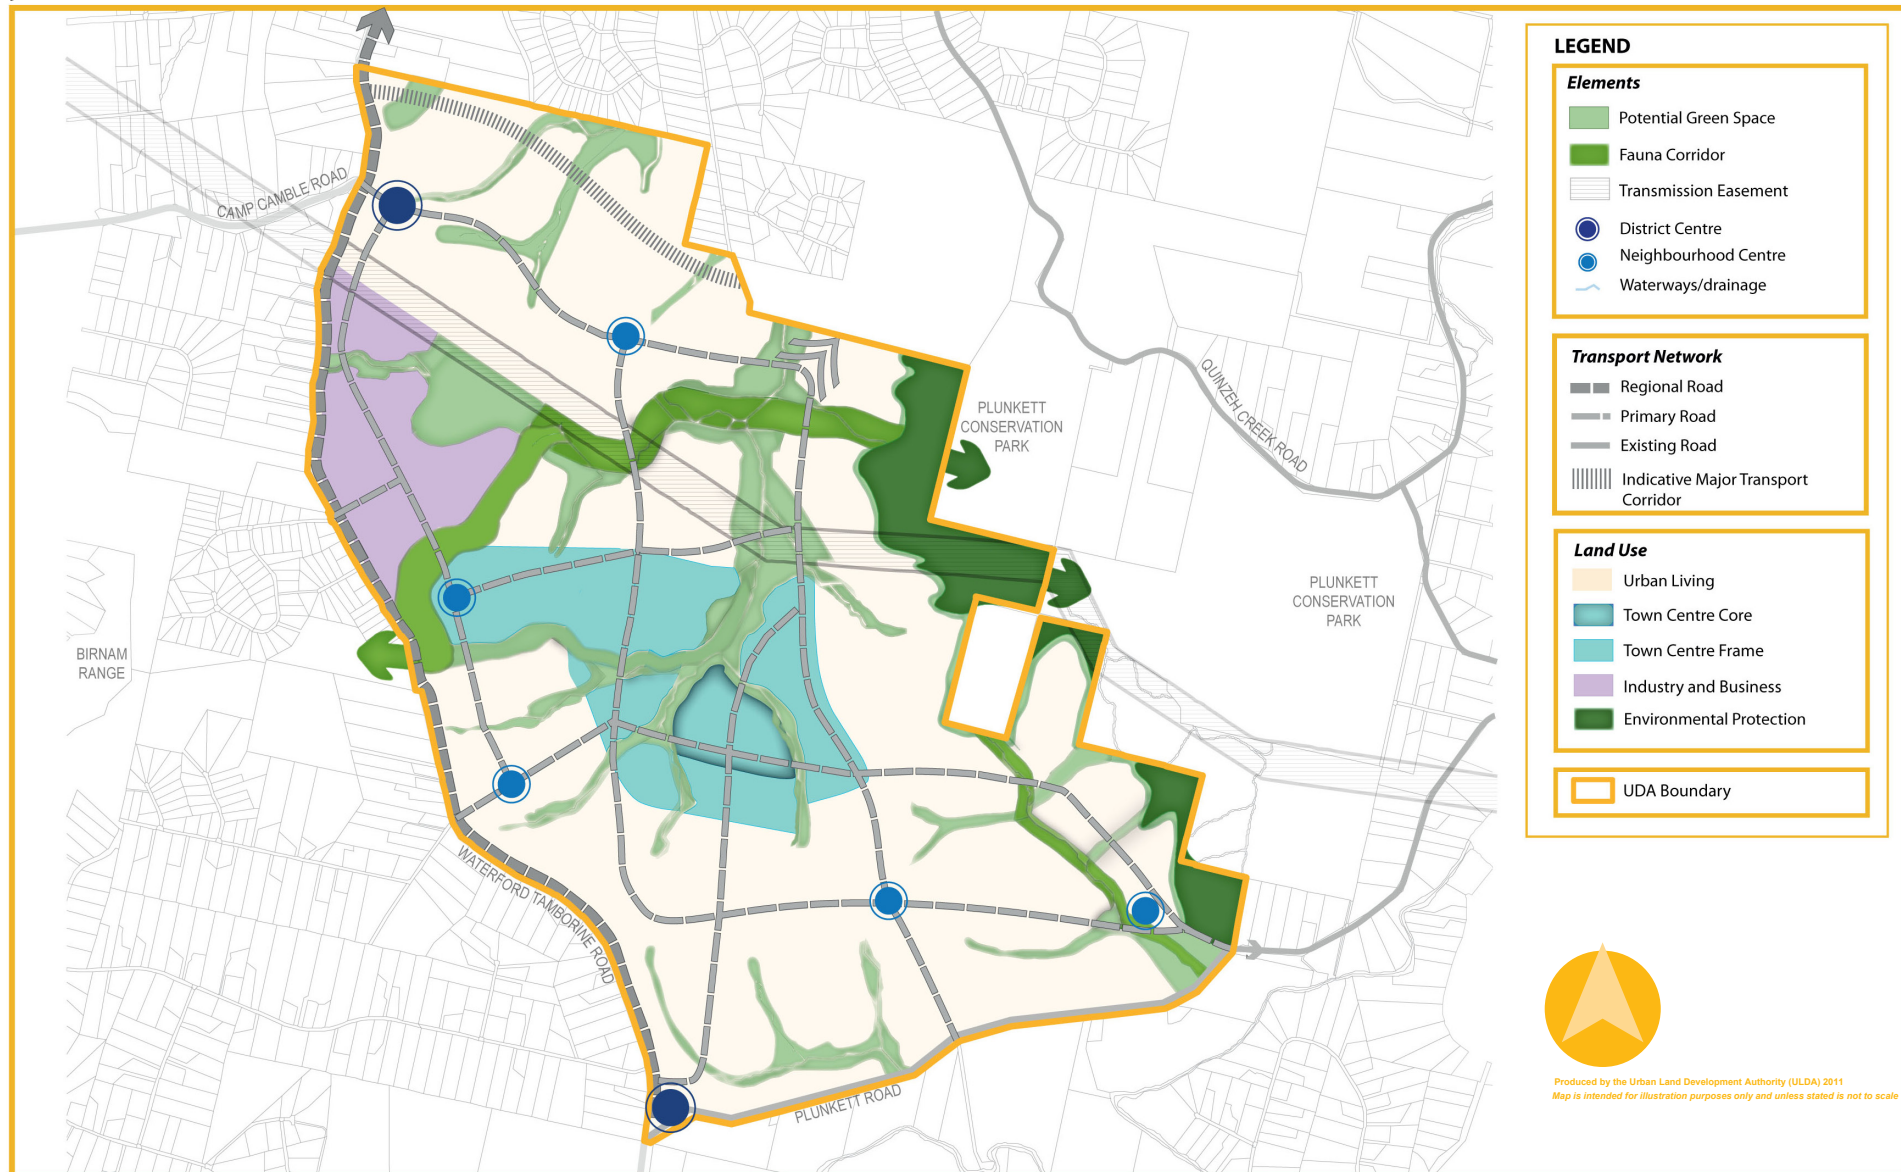 CAMP CAMBLE ROAD
QUINZEH CREEK ROAD
PLUNKETT
CONSERVATION
PARK
PLUNKETT
CONSERVATION
PARK
BIRNAM
RANGE
WATERFORD TAMBORINE ROAD
PLUNKETT ROAD
LEGEND
Elements
Potential Green Space
Fauna Corridor
Transmission Easement
District Centre
Neighbourhood Centre
Waterways/drainage
Transport Network
Regional Road
Primary Road
Existing Road
Indicative Major Transport
Corridor
Land Use
Urban Living
Town Centre Core
Town Centre Frame
Industry and Business
Environmental Protection
UDA Boundary
Produced by the Urban Land Development Authority (ULDA) 2011
Map is intended for illustration purposes only and unless stated is not to scale